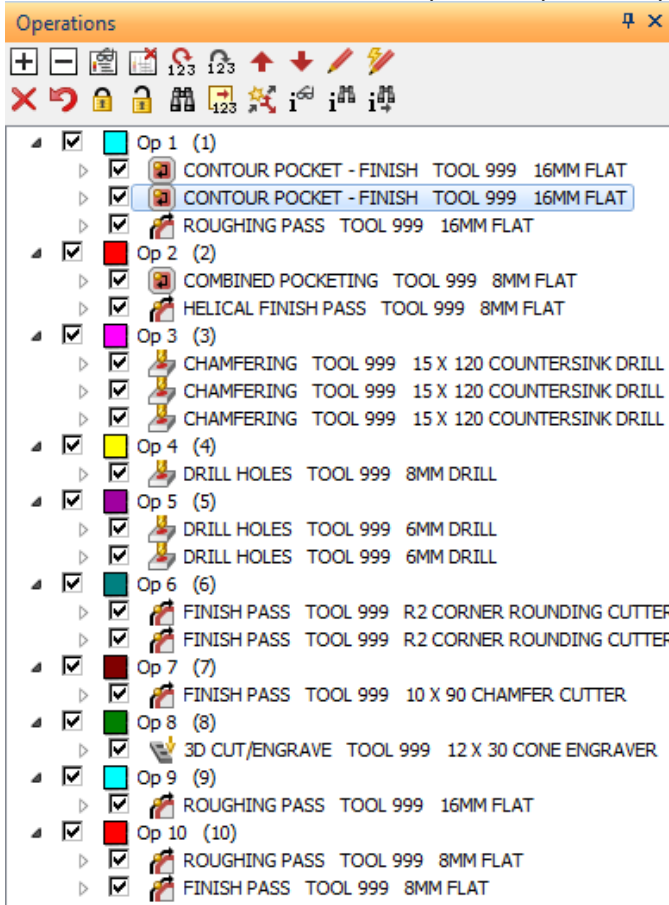 Operations
123 123
123 i i i
Op 1 (1)
CONTOUR POCKET - FINISH TOOL 999 16MM FLAT
CONTOUR POCKET - FINISH TOOL 999 16MM FLAT
ROUGHING PASS TOOL 999 16MM FLAT
Op 2 (2)
COMBINED POCKETING TOOL 999 8MM FLAT
HELICAL FINISH PASS TOOL 999 8MM FLAT
Op 3 (3)
CHAMFERING TOOL 999 15 X 120 COUNTERSINK DRILL
CHAMFERING TOOL 999 15 X 120 COUNTERSINK DRILL
CHAMFERING TOOL 999 15 X 120 COUNTERSINK DRILL
Op 4 (4)
DRILL HOLES TOOL 999 8MM DRILL
Op 5 (5)
DRILL HOLES TOOL 999 6MM DRILL
DRILL HOLES TOOL 999 6MM DRILL
Op 6 (6)
FINISH PASS TOOL 999 R2 CORNER ROUNDING CUTTER
FINISH PASS TOOL 999 R2 CORNER ROUNDING CUTTER
Op 7 (7)
FINISH PASS TOOL 999 10 X 90 CHAMFER CUTTER
Op 8 (8)
3D CUT/ENGRAVE TOOL 999 12 X 30 CONE ENGRAVER
Op 9 (9)
ROUGHING PASS TOOL 999 16MM FLAT
Op 10 (10)
ROUGHING PASS TOOL 999 8MM FLAT
FINISH PASS TOOL 999 8MM FLAT